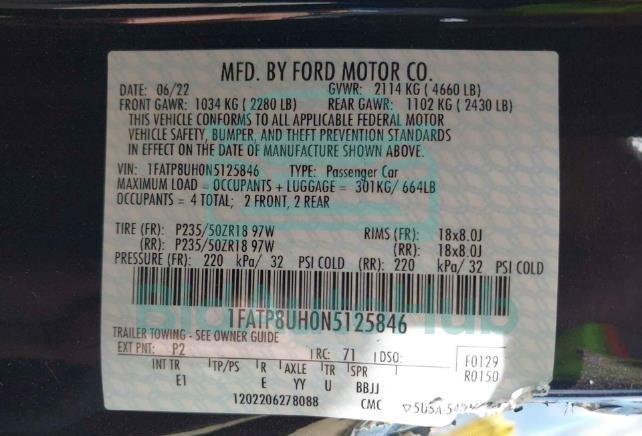 MFD. BY FORD MOTOR CO.
DATE: 06/22 GVWR: 2114 KG ( 4660 LB)
FRONT GAWR: 1034 KG ( 2280 LB) REAR GAWR: 1102 KG ( 2430 LB)
THIS VEHICLE CONFORMS TO ALL APPLICABLE FEDERAL MOTOR
VEHICLE SAFETY, BUMPER, AND THEFT PREVENTION STANDARDS
IN EFFECT ON THE DATE OF MANUFACTURE SHOWN ABOVE.
VIN: 1FATP8UH0N5125846 TYPE: Passenger Car
MAXIMUM LOAD = OCCUPANTS + LUGGAGE = 301KG/ 664LB
OCCUPANTS = 4 TOTAL; 2 FRONT, 2 REAR
TIRE (FR): P235/50ZR18 97W RIMS (FR): 18x8.0J
(RR): P235/50ZR18 97W (RR): 18x8.0J
PRESSURE (FR): 220 kPa/ 32 PSI COLD (RR): 220 kPa/ 32 PSI COLD
BidAutoHub
1FATP8UH0N5125846
TRAILER TOWING - SEE OWNER GUIDE
EXT PNT: P2 RC: 71 DSO: F0129
INT TR TP/PS R AXLE TR SPR R0150
E1 E YY U BBJJ
1202206278088 CMC